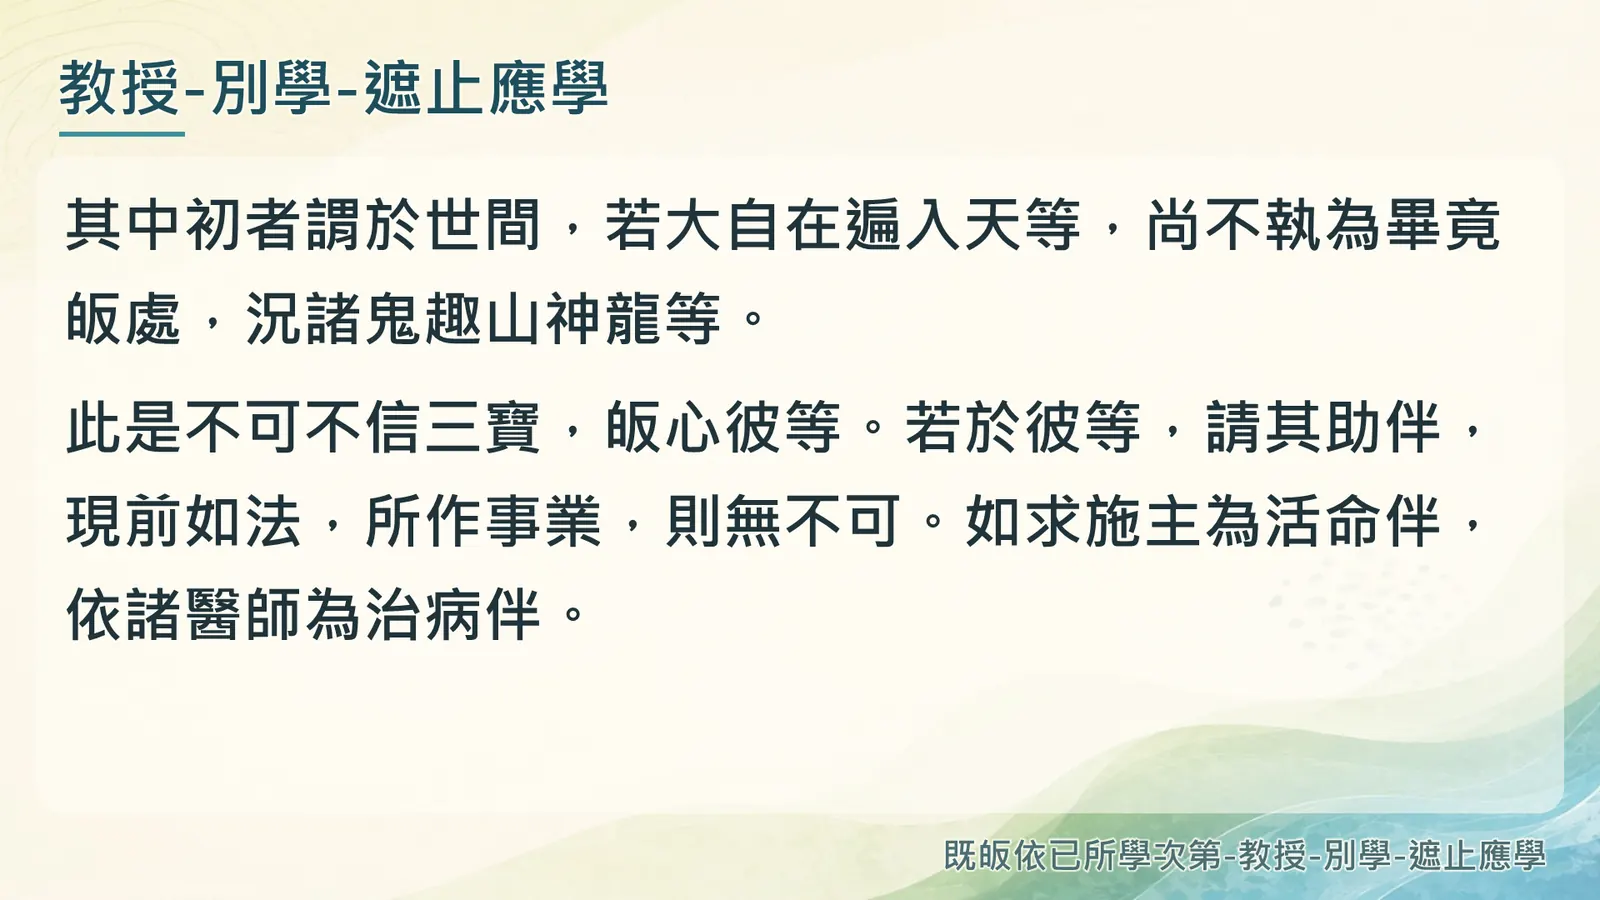 教授-別學-遮止應學
其中初者謂於世間，若大自在遍入天等，尚不執為畢竟
皈處，況諸鬼趣山神龍等。
此是不可不信三寶，皈心彼等。若於彼等，請其助伴，
現前如法，所作事業，則無不可。如求施主為活命伴，
依諸醫師為治病伴。
既皈依已所學次第-教授-別學-遮止應學